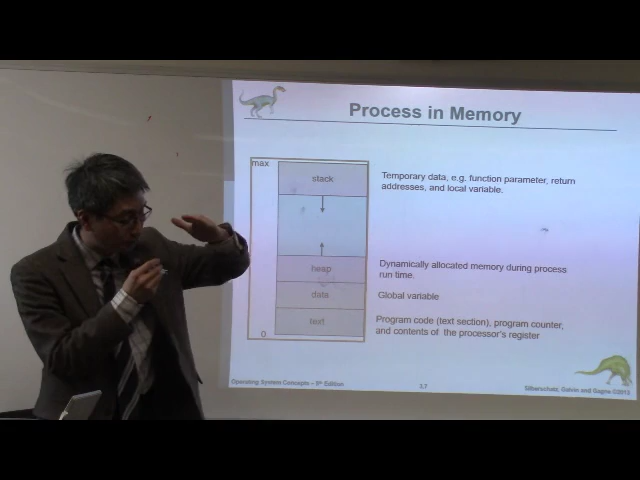 Process in Memory
max
stack
Temporary data, e.g. function parameter, return
addresses, and local variable.
heap
Dynamically allocated memory during process
run time.
data
Global variable
text
Program code (text section), program counter,
and contents of the processor's register
0
Operating System Concepts – 9th Edition
3.7
Silberschatz, Galvin and Gagne ©2013